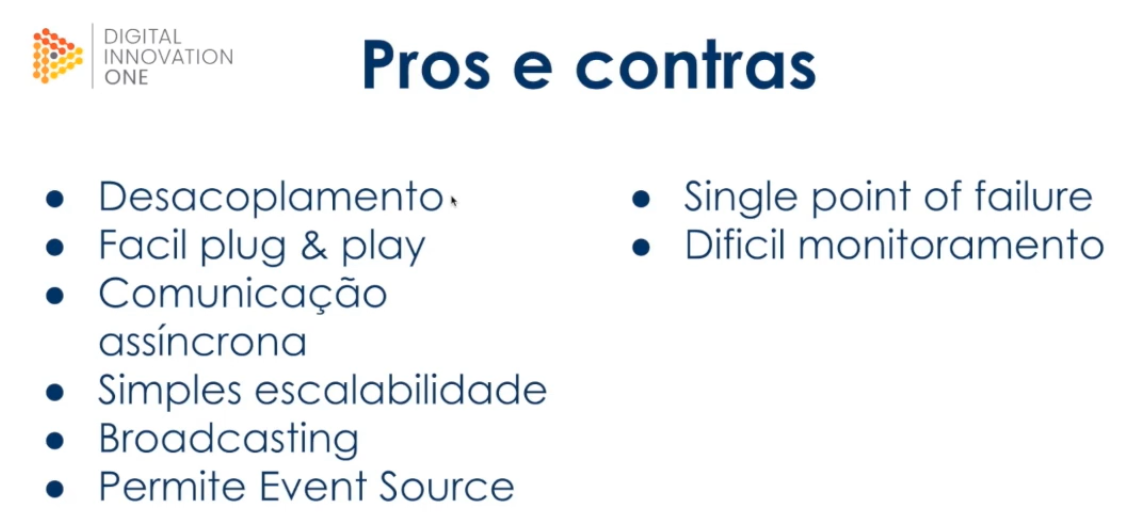 DIGITAL
INNOVATION
ONE
Pros e contras
● Desacoplamento
● Facil plug & play
● Comunicação
assíncrona
● Simples escalabilidade
● Broadcasting
● Permite Event Source
● Single point of failure
● Dificil monitoramento